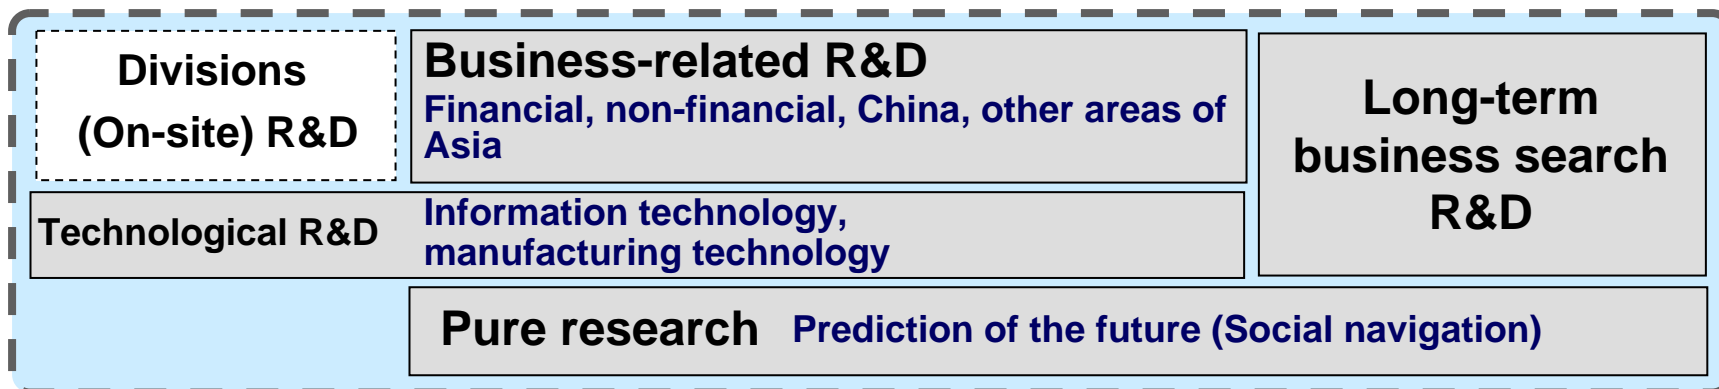 Divisions
(On-site) R&D
Business-related R&D
Financial, non-financial, China, other areas of
Asia
Long-term
business search
R&D
Technological R&D
Information technology,
manufacturing technology
Pure research Prediction of the future (Social navigation)